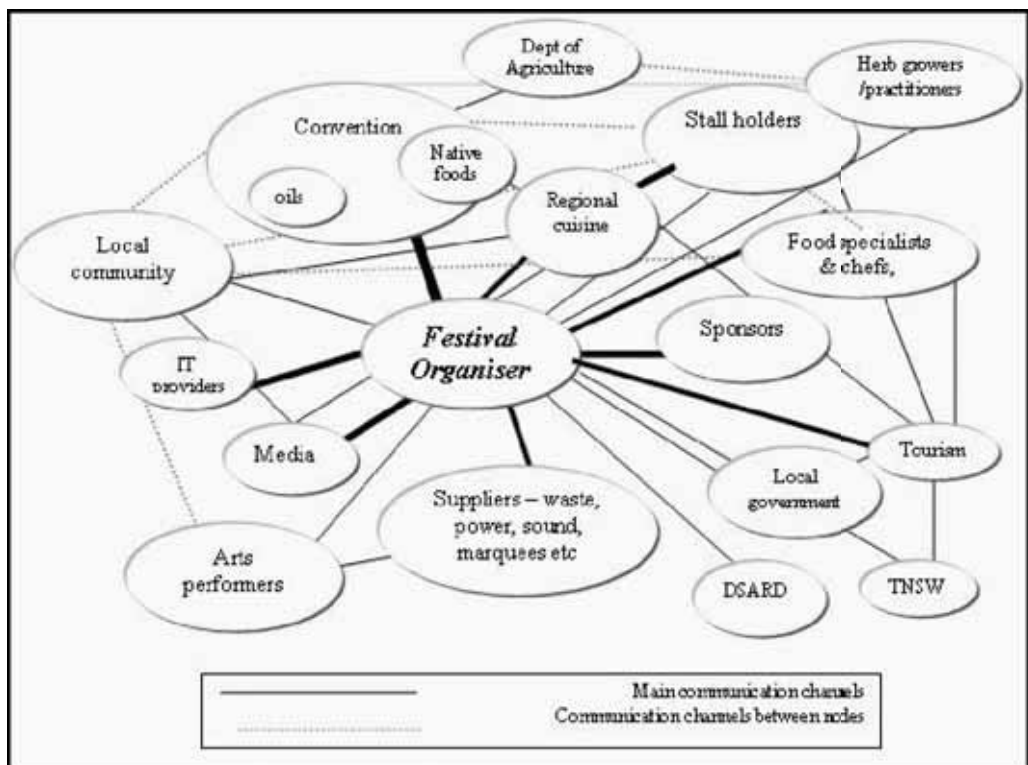 Dept of
Agriculture
Herb growers
/practitioners
Convention
Stall holders
Native
foods
oils
Regional
cuisine
Local
community
Food specialists
& chefs,
Festival
Organiser
Sponsors
IT
providers
Media
Tourism
Local
government
Suppliers – waste,
power, sound,
marquees etc
Arts
performers
DSARD
TNSW
Main communication channels
Communication channels between nodes